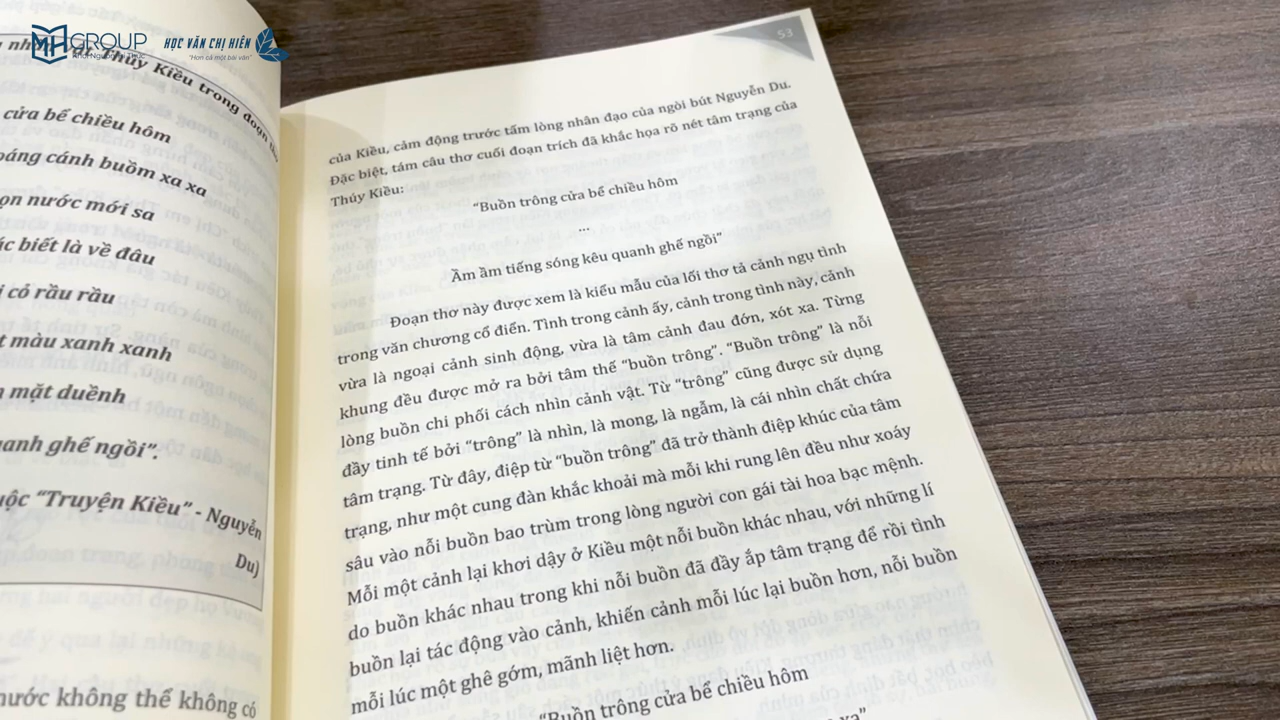 MH GROUP
HỌC VĂN CHỊ HIÊN
"Hơn cả một bài văn"
Thúy Kiều trong đoạn
cửa bể chiều hôm
cánh buồm xa xa
nước mới sa
biết là về đâu
cỏ rầu rầu
màu xanh xanh
mặt duềnh
quanh ghế ngồi".
"Truyện Kiều" - Nguyễn
Du)
nước không thể không có
53
của Kiều, cảm động trước tấm lòng nhân đạo của ngòi bút Nguyễn Du.
Đặc biệt, tám câu thơ cuối đoạn trích đã khắc họa rõ nét tâm trạng của
Thúy Kiều:
"Buồn trông cửa bể chiều hôm
...
Ầm ầm tiếng sóng kêu quanh ghế ngồi"
Đoạn thơ này được xem là kiểu mẫu của lối thơ tả cảnh ngụ tình
trong văn chương cổ điển. Tình trong cảnh ấy, cảnh trong tình này, cảnh
vừa là ngoại cảnh sinh động, vừa là tâm cảnh đau đớn, xót xa. Từng
khung đều được mở ra bởi tâm thế "buồn trông". "Buồn trông" là nỗi
lòng buồn chi phối cách nhìn cảnh vật. Từ "trông" cũng được sử dụng
đầy tinh tế bởi "trông" là nhìn, là mong, là ngẫm, là cái nhìn chất chứa
tâm trạng. Từ đây, điệp từ "buồn trông" đã trở thành điệp khúc của tâm
trạng, như một cung đàn khắc khoải mà mỗi khi rung lên đều như xoáy
sâu vào nỗi buồn bao trùm trong lòng người con gái tài hoa bạc mệnh.
Mỗi một cảnh lại khơi dậy ở Kiều một nỗi buồn khác nhau, với những lí
do buồn khác nhau trong khi nỗi buồn đã đầy ắp tâm trạng để rồi tình
buồn lại tác động vào cảnh, khiến cảnh mỗi lúc lại buồn hơn, nỗi buồn
mỗi lúc một ghê gớm, mãnh liệt hơn.
"Buồn trông cửa bể chiều hôm
xa"